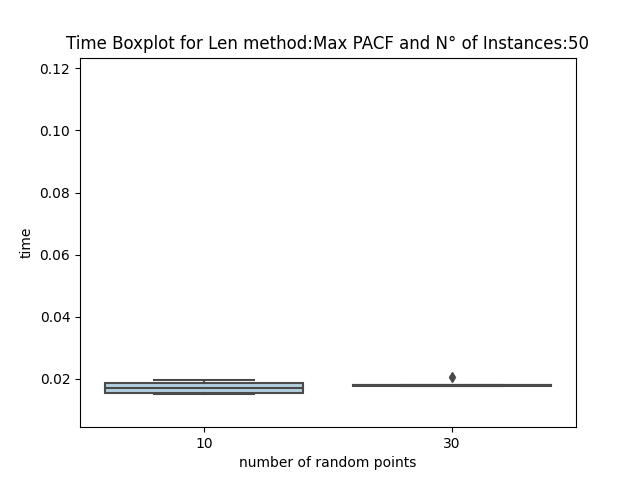 Time Boxplot for Len method:Max PACF and N° of Instances:50
0.12
0.10
0.08
0.06
0.04
0.02
time
10 30
number of random points